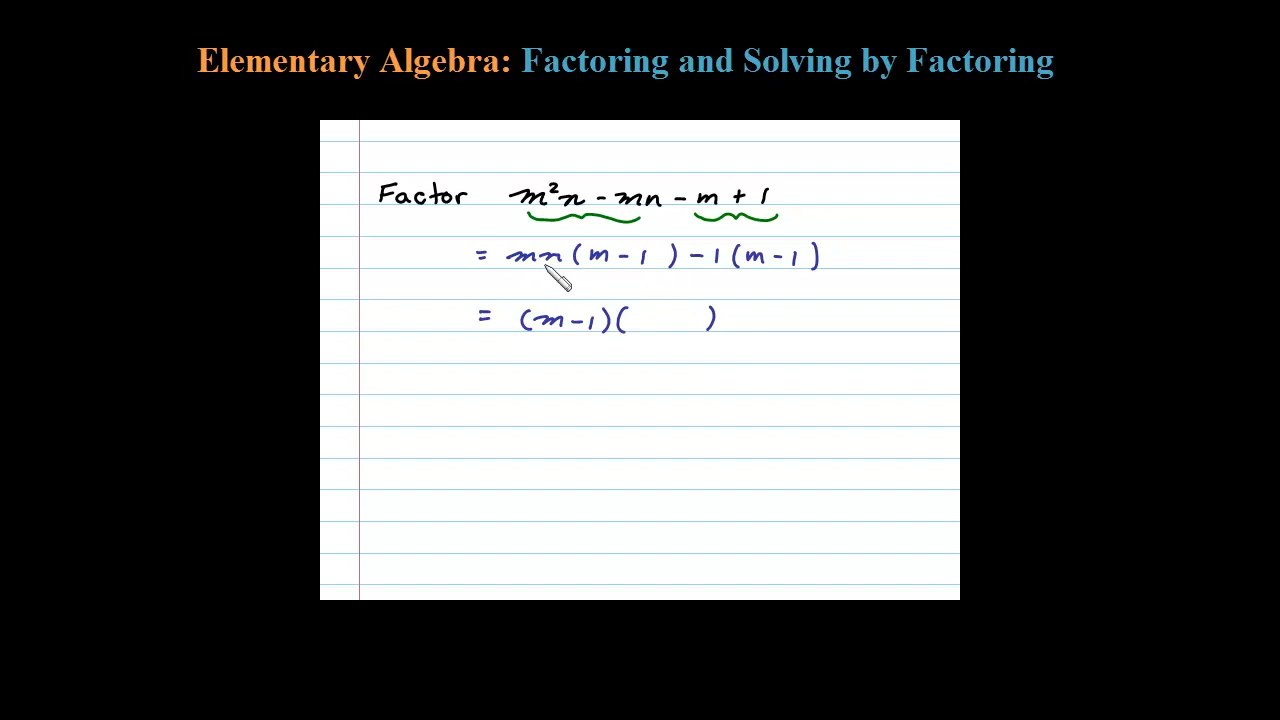 Elementary Algebra: Factoring and Solving by Factoring
Factor m²n - mn - m + 1
= mn(m - 1 ) - 1(m - 1)
= (m - 1)( )